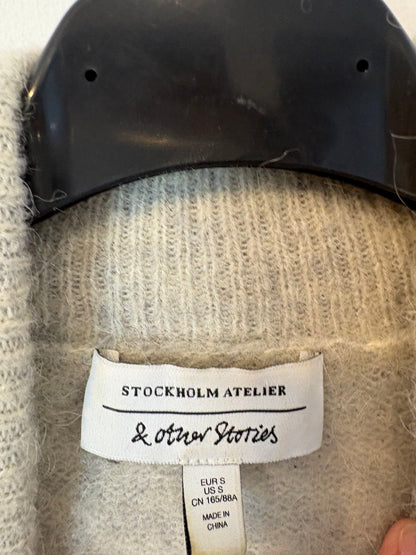 STOCKHOLM ATELIER
& other Stories
EUR S
US S
CN 165/88A
MADE IN
CHINA